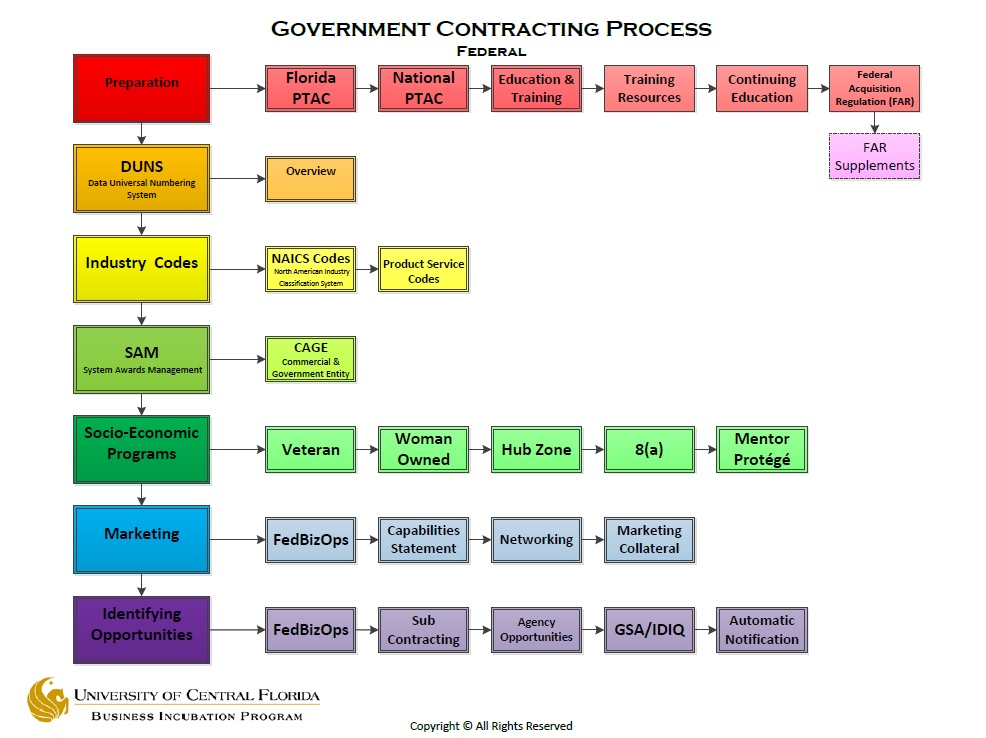 Government Contracting Process
Federal
Preparation
Florida
PTAC
National
PTAC
Education &
Training
Training
Resources
Continuing
Education
Federal
Acquisition
Regulation (FAR)
FAR
Supplements
DUNS
Data Universal Numbering
System
Overview
Industry Codes
NAICS Codes
North American Industry
Classification System
Product Service
Codes
SAM
System Awards Management
CAGE
Commercial &
Government Entity
Socio-Economic
Programs
Veteran
Woman
Owned
Hub Zone
8(a)
Mentor
Protégé
Marketing
FedBizOps
Capabilities
Statement
Networking
Marketing
Collateral
Identifying
Opportunities
FedBizOps
Sub
Contracting
Agency
Opportunities
GSA/IDIQ
Automatic
Notification
University of Central Florida
Business Incubation Program
Copyright © All Rights Reserved